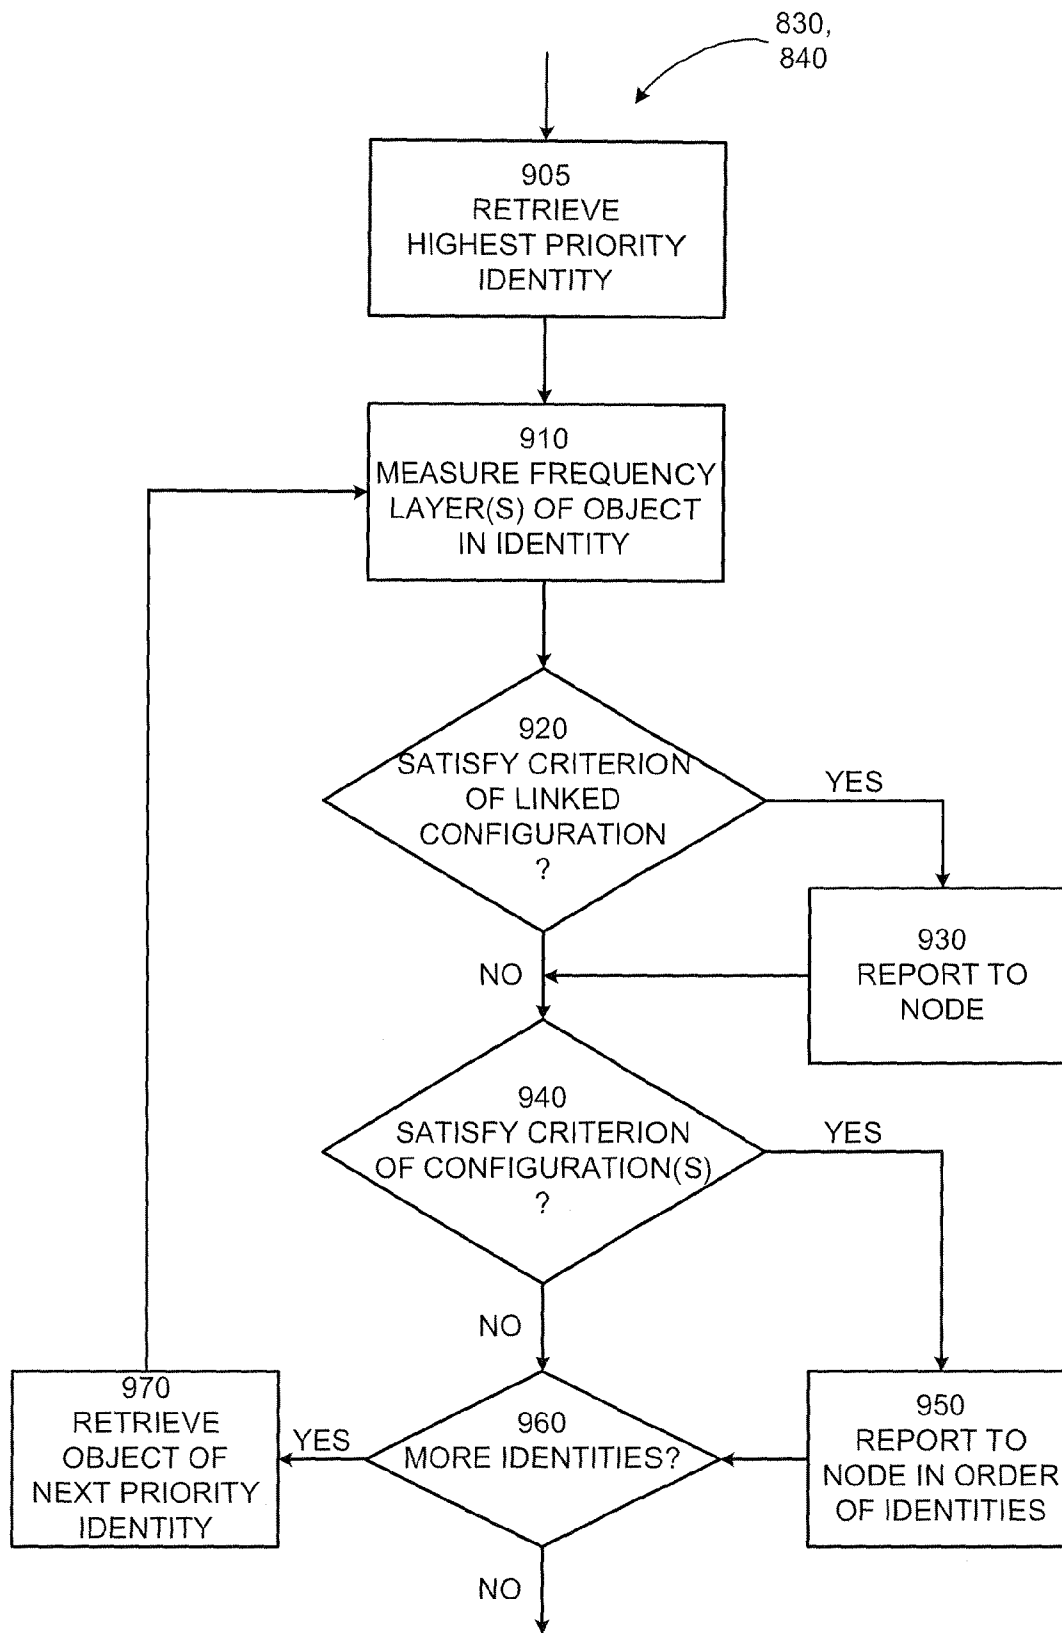 830,
840
905
RETRIEVE
HIGHEST PRIORITY
IDENTITY
910
MEASURE FREQUENCY
LAYER(S) OF OBJECT
IN IDENTITY
920
SATISFY CRITERION
OF LINKED
CONFIGURATION
?
YES
930
REPORT TO
NODE
NO
940
SATISFY CRITERION
OF CONFIGURATION(S)
?
YES
950
REPORT TO
NODE IN ORDER
OF IDENTITIES
NO
960
MORE IDENTITIES?
YES
970
RETRIEVE
OBJECT OF
NEXT PRIORITY
IDENTITY
NO